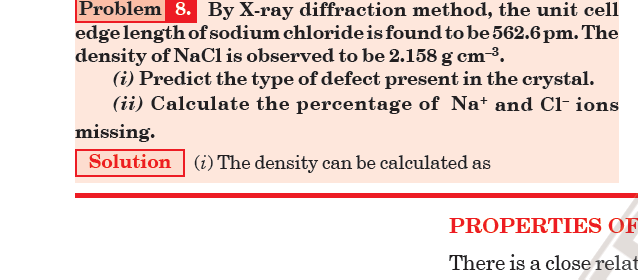 Problem 8. By X-ray diffraction method, the unit cell
edge length of sodium chloride is found to be 562.6 pm. The
density of NaCl is observed to be 2.158 g cm⁻³.
(i) Predict the type of defect present in the crystal.
(ii) Calculate the percentage of Na⁺ and Cl⁻ ions
missing.
Solution (i) The density can be calculated as
PROPERTIES OF
There is a close relat